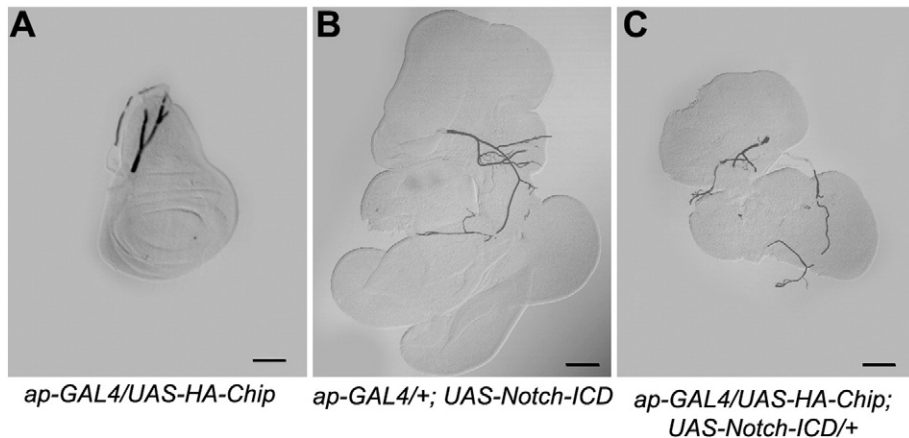 A
B
C
ap-GAL4/UAS-HA-Chip
ap-GAL4/+; UAS-Notch-ICD
ap-GAL4/UAS-HA-Chip;
UAS-Notch-ICD/+